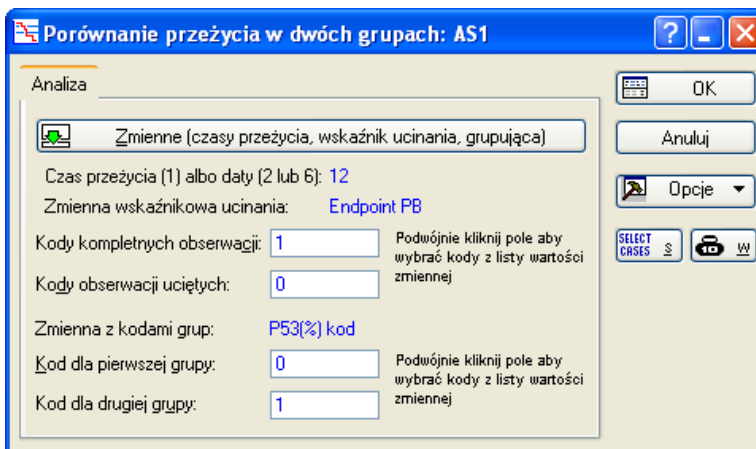 Porównanie przeżycia w dwóch grupach: AS1
Analiza
Zmienne (czasy przeżycia, wskaźnik ucinania, grupująca)
Czas przeżycia (1) albo daty (2 lub 6): 12
Zmienna wskaźnikowa ucinania: Endpoint PB
Kody kompletnych obserwacji: 1
Podwójnie kliknij pole aby
wybrać kody z listy wartości
zmiennej
Kody obserwacji uciętych: 0
Zmienna z kodami grup: P53(%) kod
Kod dla pierwszej grupy: 0
Podwójnie kliknij pole aby
wybrać kody z listy wartości
zmiennej
Kod dla drugiej grupy: 1
OK
Anuluj
Opcje
SELECT
CASES S
W